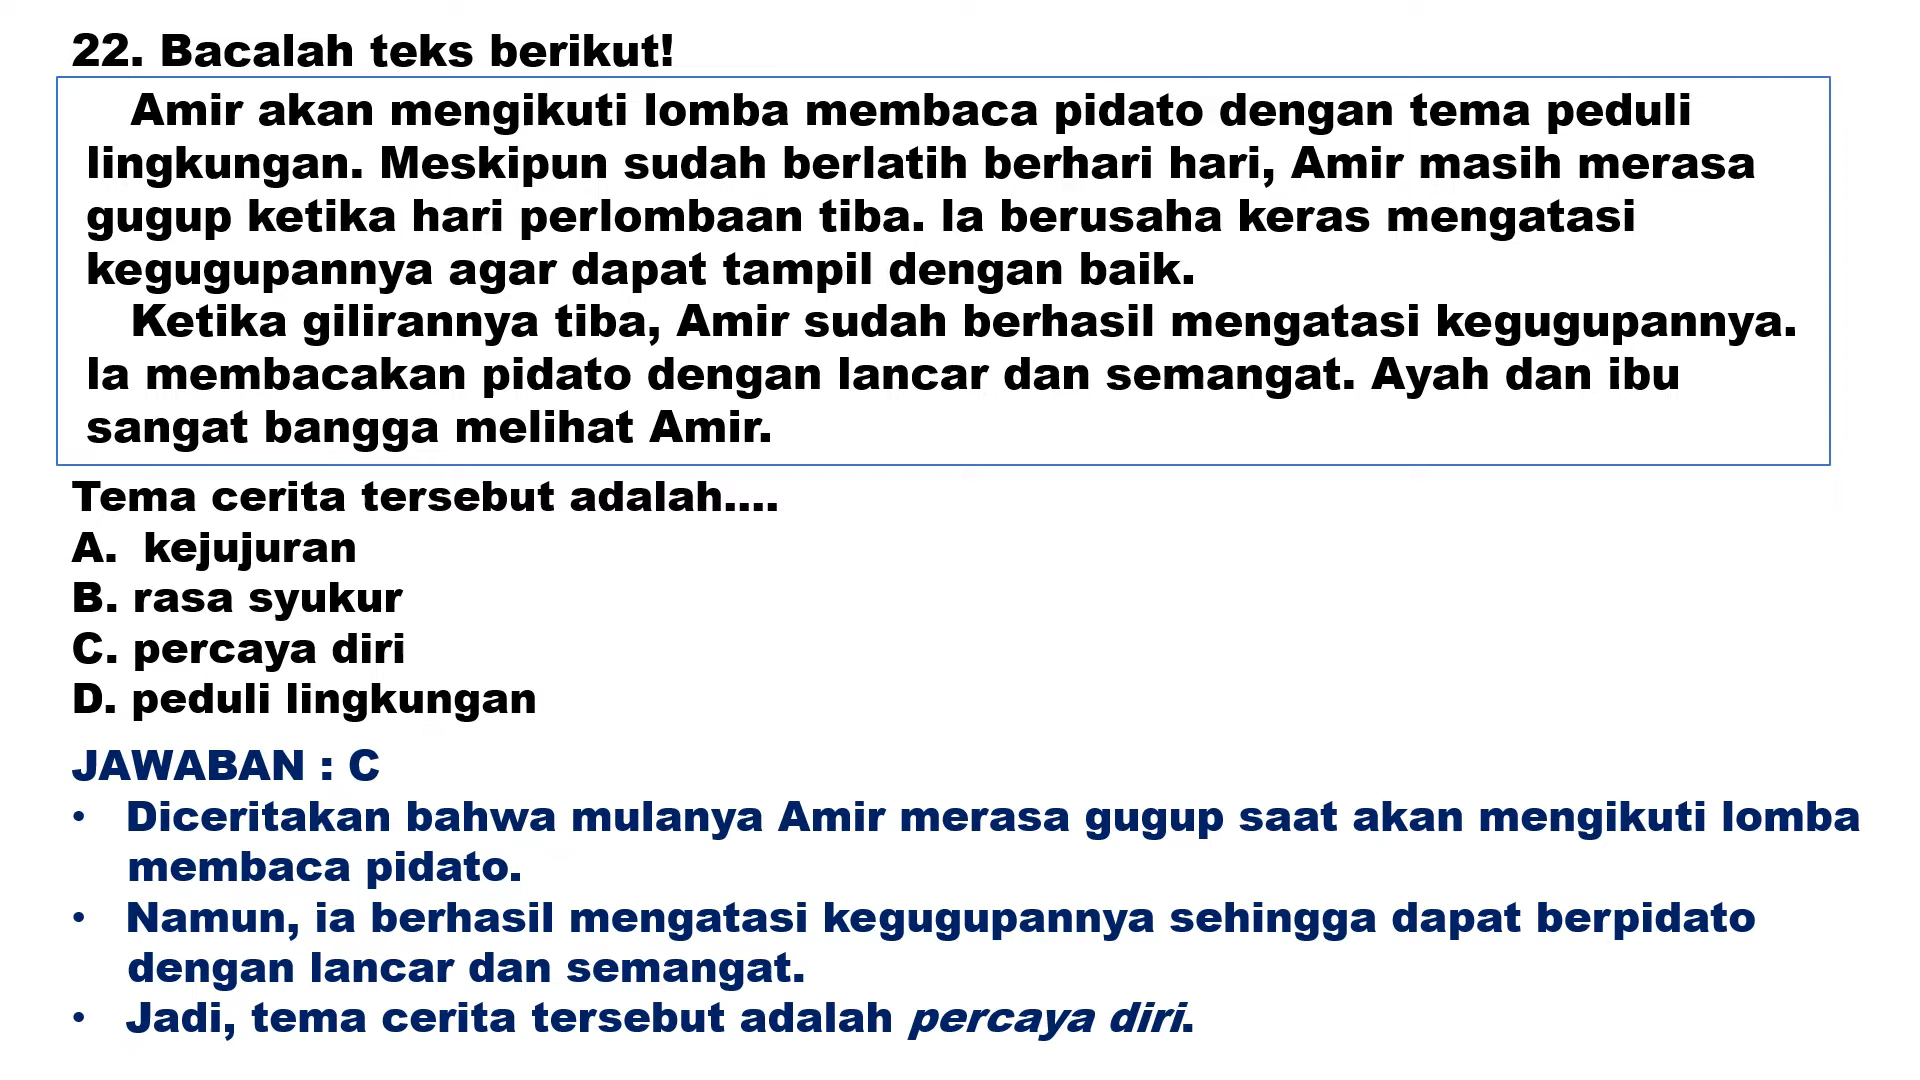 22. Bacalah teks berikut!
Amir akan mengikuti lomba membaca pidato dengan tema peduli
lingkungan. Meskipun sudah berlatih berhari hari, Amir masih merasa
gugup ketika hari perlombaan tiba. Ia berusaha keras mengatasi
kegugupannya agar dapat tampil dengan baik.
Ketika gilirannya tiba, Amir sudah berhasil mengatasi kegugupannya.
Ia membacakan pidato dengan lancar dan semangat. Ayah dan ibu
sangat bangga melihat Amir.
Tema cerita tersebut adalah....
A. kejujuran
B. rasa syukur
C. percaya diri
D. peduli lingkungan
JAWABAN : C
• Diceritakan bahwa mulanya Amir merasa gugup saat akan mengikuti lomba
membaca pidato.
• Namun, ia berhasil mengatasi kegugupannya sehingga dapat berpidato
dengan lancar dan semangat.
• Jadi, tema cerita tersebut adalah percaya diri.